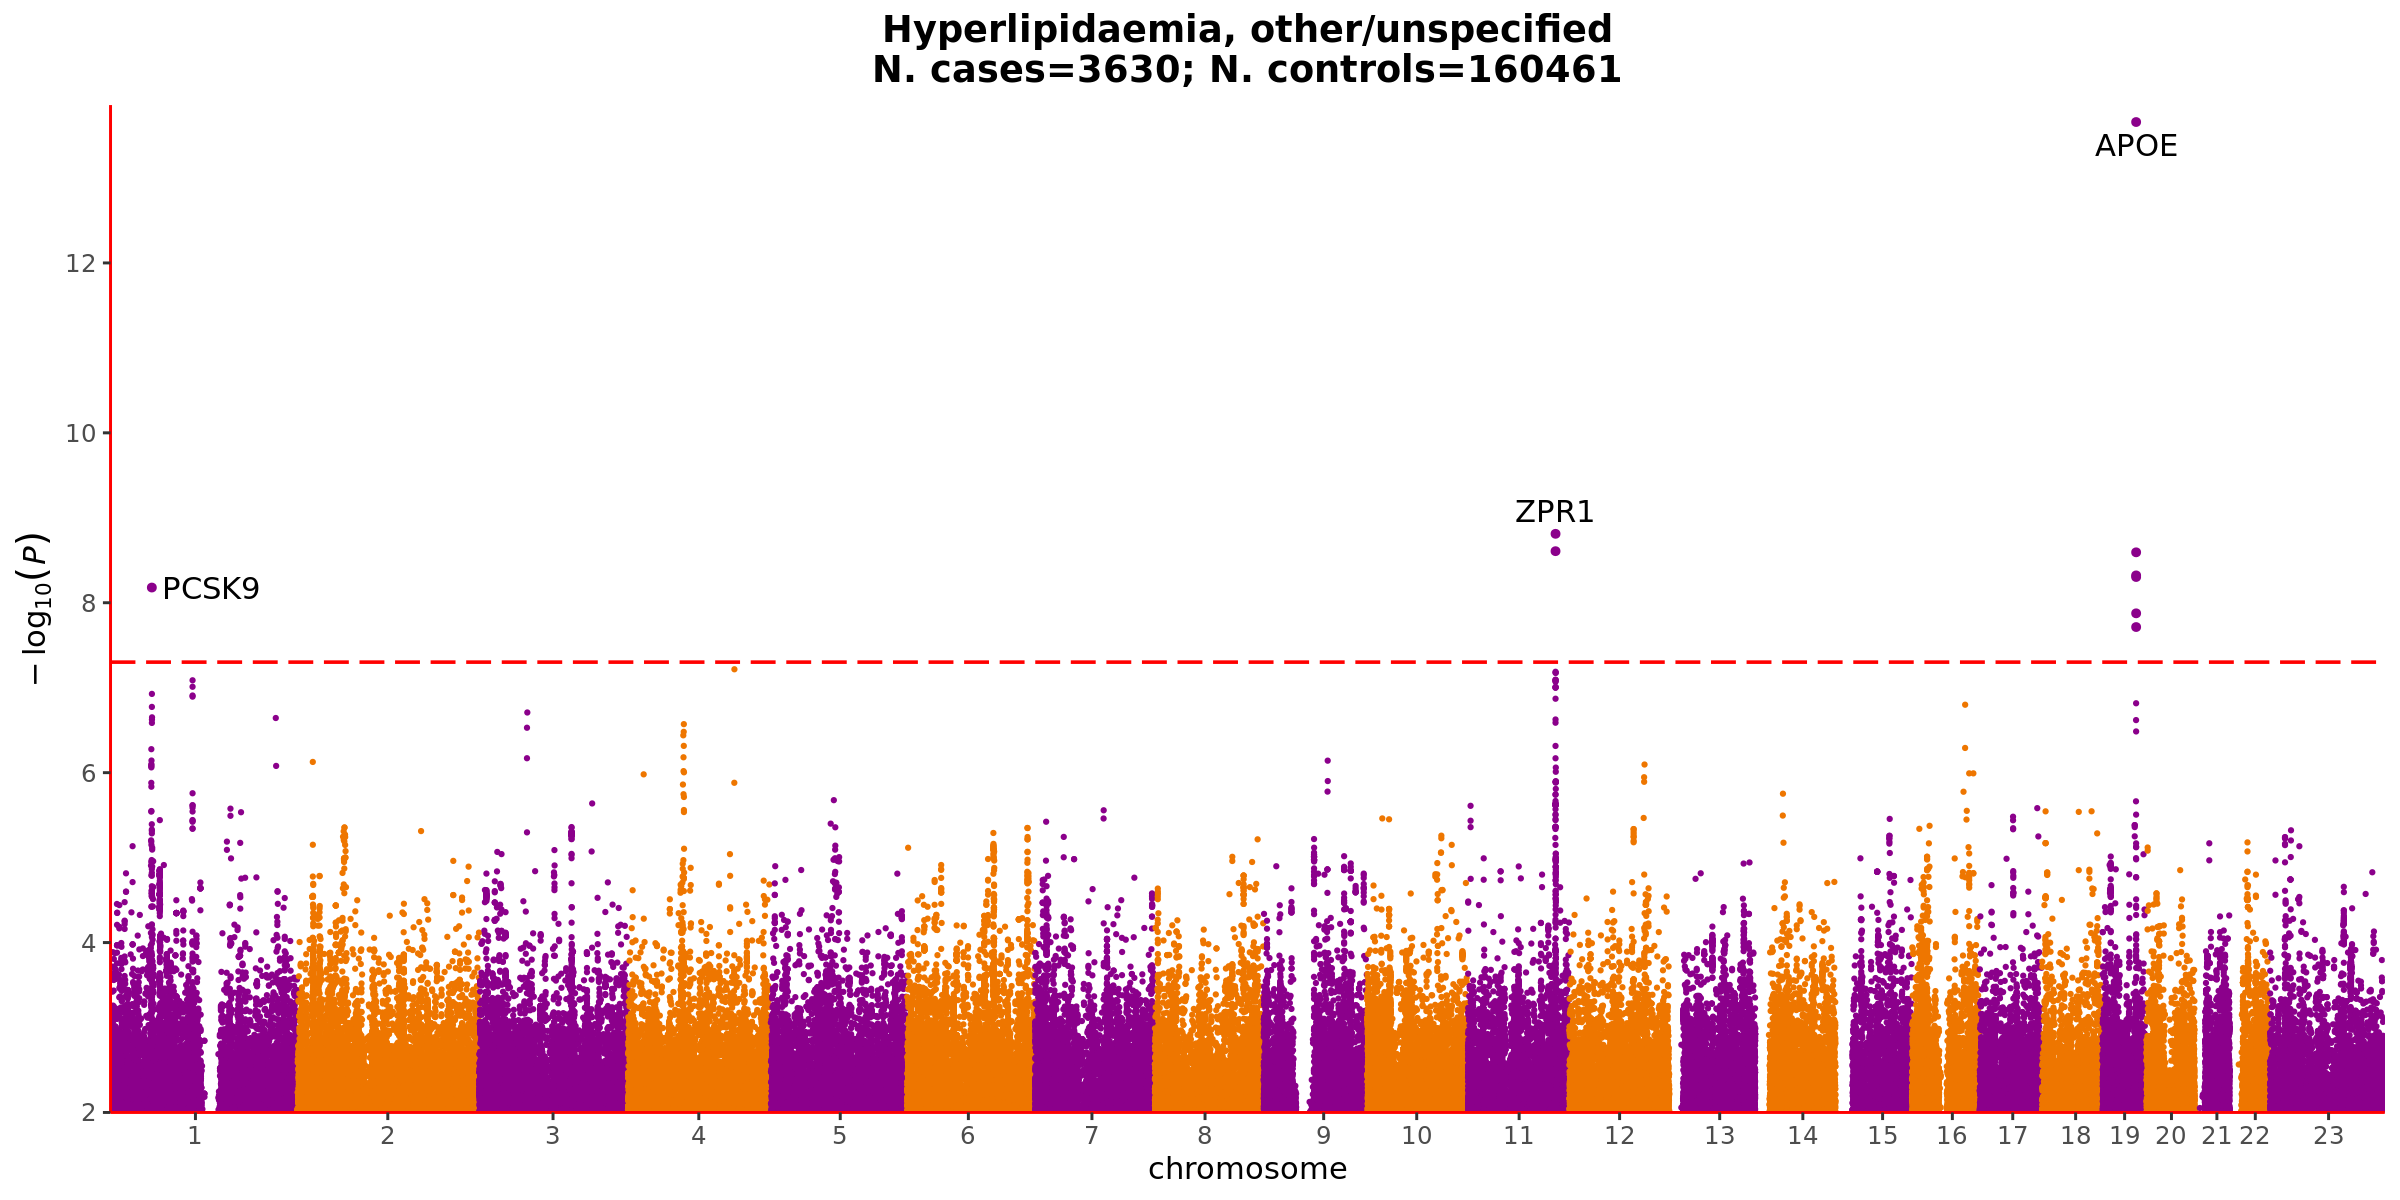 Hyperlipidaemia, other/unspecified
N. cases=3630; N. controls=160461
APOE
12
10
ZPR1
PCSK9
8
6
4
2
− log10(P)
1 2 3 4 5 6 7 8 9 10 11 12 13 14 15 16 17 18 19 20 21 22 23
chromosome